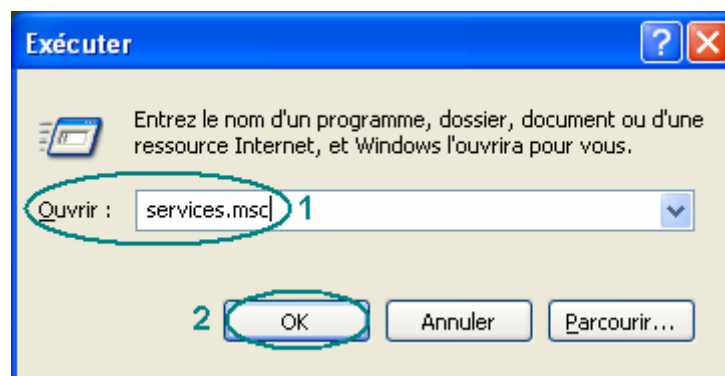 Exécuter
Entrez le nom d'un programme, dossier, document ou d'une
ressource Internet, et Windows l'ouvrira pour vous.
Ouvrir : services.msc 1
2 OK Annuler Parcourir...